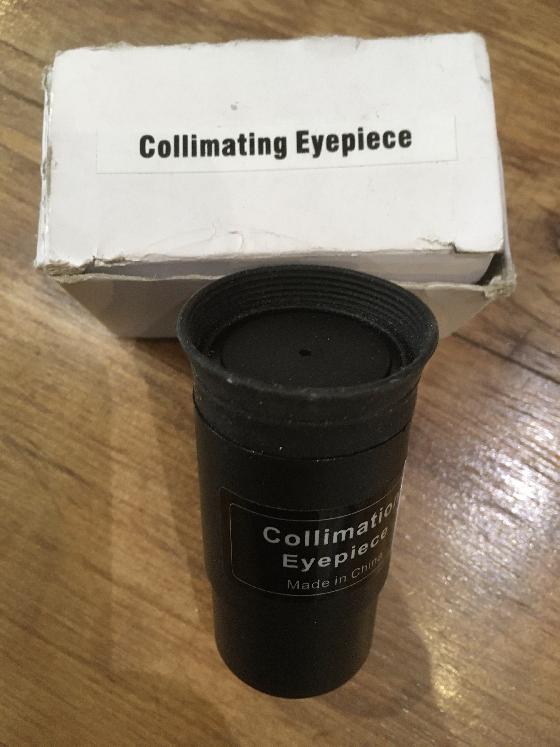 Collimating Eyepiece
Collimation
Eyepiece
Made in China